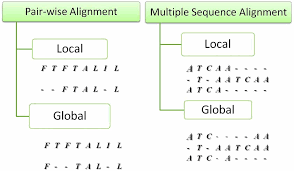 Pair-wise Alignment
Local
F T F T A L I L
- - F T A L - L
Global
F T F T A L I L
F - - T A L - L
Multiple Sequence Alignment
Local
A T C A A - - - -
- T - A A T C A A
A T C A A - - - -
Global
A T C - - - - A A
- T - A A T C A A
A T C - A - - - A